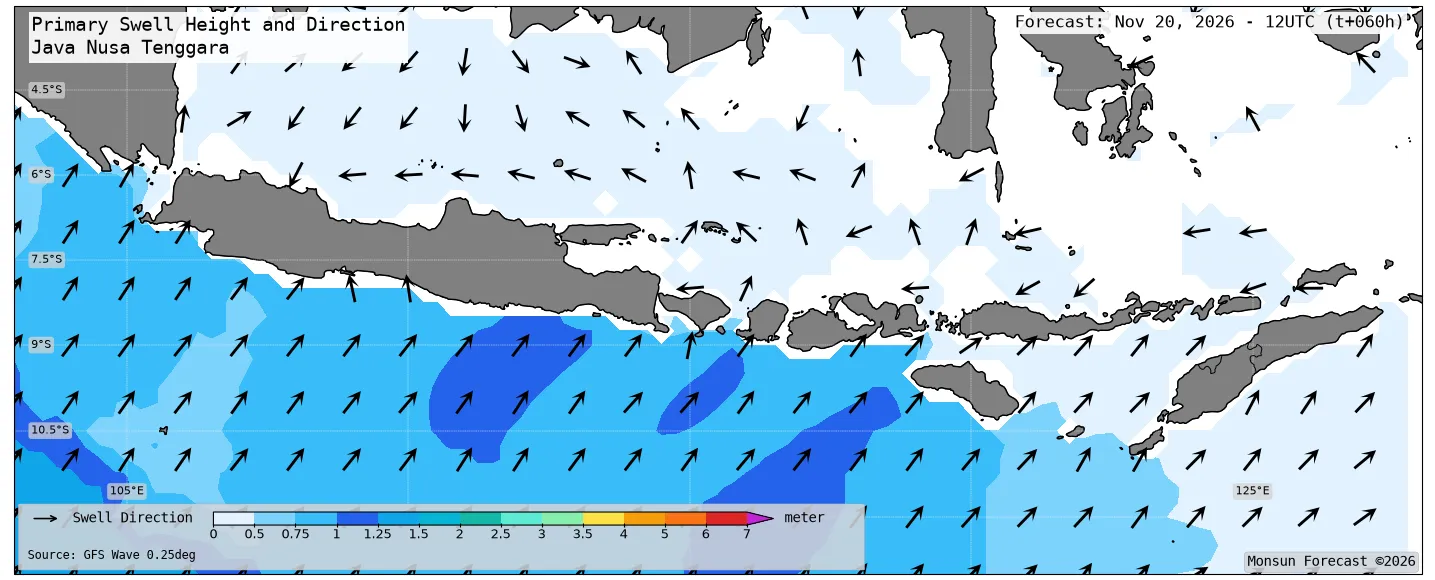 Primary Swell Height and Direction
Java Nusa Tenggara
Forecast: Nov 20, 2026 - 12UTC (t+060h)
4.5°S
6°S
7.5°S
9°S
10.5°S
105°E
125°E
Swell Direction
0 0.5 0.75 1 1.25 1.5 2 2.5 3 3.5 4 5 6 7
meter
Source: GFS Wave 0.25deg
Monsun Forecast ©2026